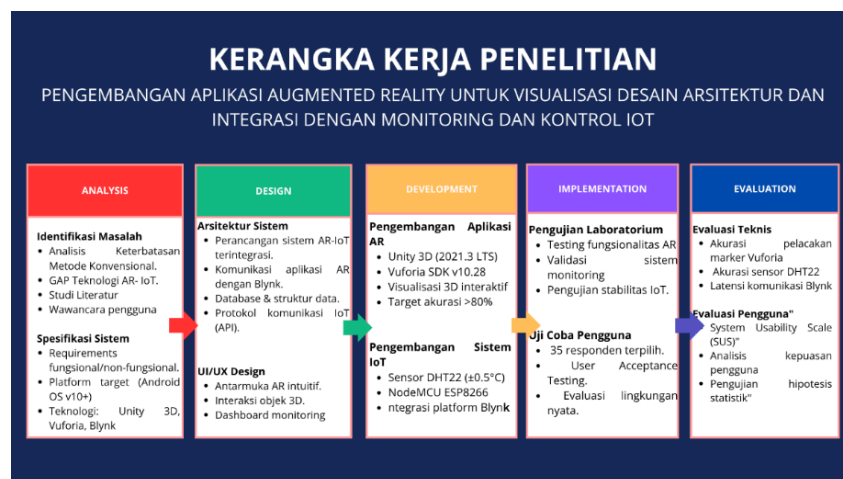 KERANGKA KERJA PENELITIAN
PENGEMBANGAN APLIKASI AUGMENTED REALITY UNTUK VISUALISASI DESAIN ARSITEKTUR DAN
INTEGRASI DENGAN MONITORING DAN KONTROL IOT
ANALYSIS
Identifikasi Masalah
• Analisis Keterbatasan
Metode Konvensional.
• GAP Teknologi AR- IoT.
• Studi Literatur
• Wawancara pengguna
Spesifikasi Sistem
• Requirements
fungsional/non-fungsional.
• Platform target (Android
OS v10+)
• Teknologi: Unity 3D,
Vuforia, Blynk
DESIGN
Arsitektur Sistem
• Perancangan sistem AR-IoT
terintegrasi.
• Komunikasi aplikasi AR
dengan Blynk.
• Database & struktur data.
• Protokol komunikasi IoT
(API).
UI/UX Design
• Antarmuka AR intuitif.
• Interaksi objek 3D.
• Dashboard monitoring
DEVELOPMENT
Pengembangan Aplikasi
AR
• Unity 3D (2021.3 LTS)
• Vuforia SDK v10.28
• Visualisasi 3D interaktif
• Target akurasi >80%
Pengembangan Sistem
IoT
• Sensor DHT22 (±0.5°C)
• NodeMCU ESP8266
• ntegrasi platform Blynk
IMPLEMENTATION
Pengujian Laboratorium
• Testing fungsionalitas AR
• Validasi sistem
monitoring
• Pengujian stabilitas IoT.
Uji Coba Pengguna
• 35 responden terpilih.
• User Acceptance
Testing.
• Evaluasi lingkungan
nyata.
EVALUATION
Evaluasi Teknis
• Akurasi pelacakan
marker Vuforia
• Akurasi sensor DHT22
• Latensi komunikasi Blynk
Evaluasi Pengguna"
• System Usability Scale
(SUS)"
• Analisis kepuasan
pengguna
• Pengujian hipotesis
statistik"